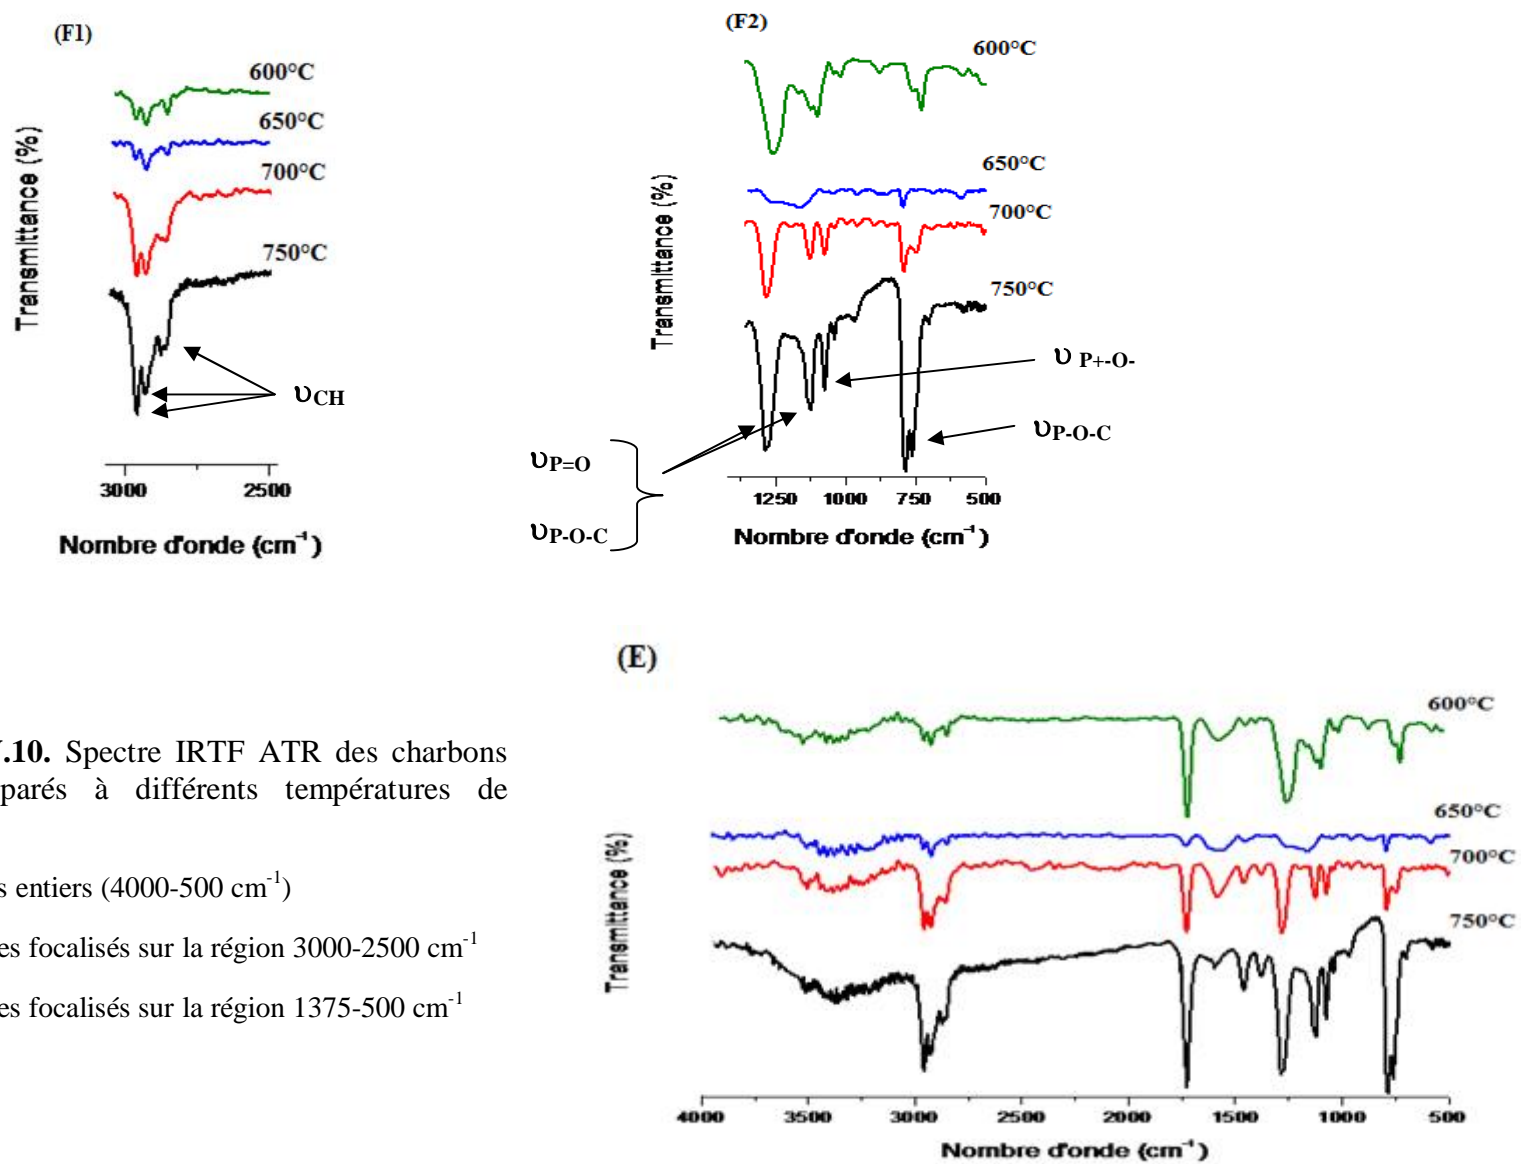 (F1)
600°C
650°C
700°C
750°C
Transmittance (%)
υCH
3000 2500
Nombre d'onde (cm-1)
(F2)
600°C
650°C
700°C
750°C
Transmittance (%)
υ P+-O-
υP-O-C
υP=O
υP-O-C
1250 1000 750 500
Nombre d'onde (cm-1)
.10. Spectre IRTF ATR des charbons
parés à différents températures de
s entiers (4000-500 cm-1)
es focalisés sur la région 3000-2500 cm-1
es focalisés sur la région 1375-500 cm-1
(E)
600°C
650°C
700°C
750°C
Transmittance (%)
4000 3500 3000 2500 2000 1500 1000 500
Nombre d'onde (cm-1)